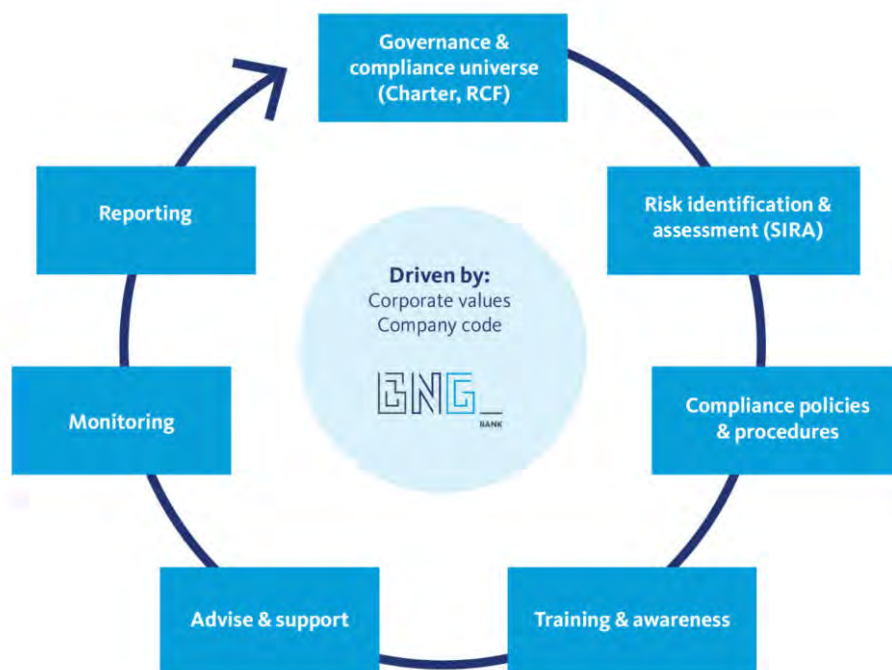 Governance &
compliance universe
(Charter, RCF)
Risk identification &
assessment (SIRA)
Compliance policies
& procedures
Training & awareness
Advise & support
Monitoring
Reporting
Driven by:
Corporate values
Company code
BNG_
BANK